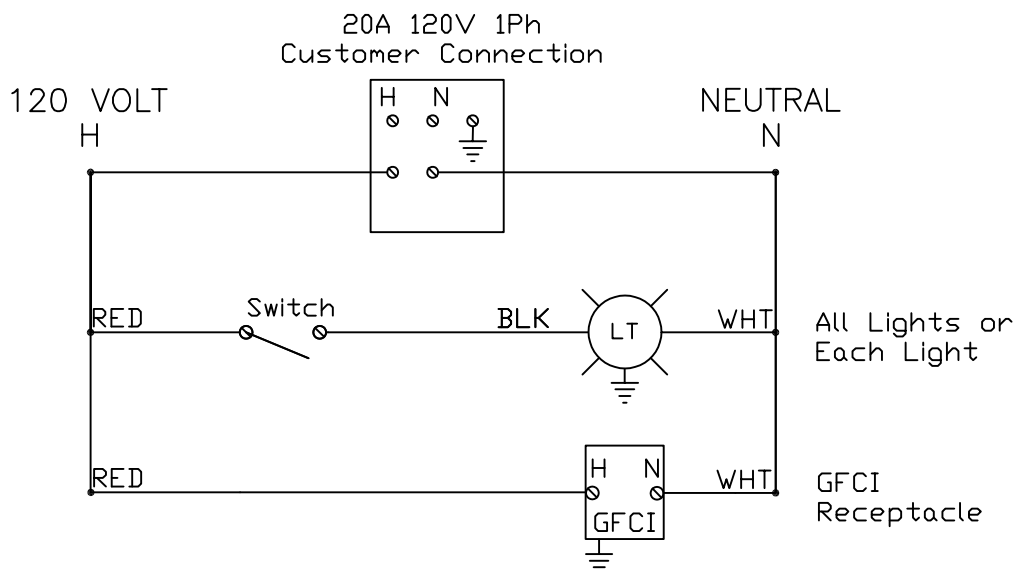 20A 120V 1Ph
Customer Connection
120 VOLT
H
H N
NEUTRAL
N
RED
Switch
BLK
LT
WHT
All Lights or
Each Light
RED
H N
GFCI
WHT
GFCI
Receptacle